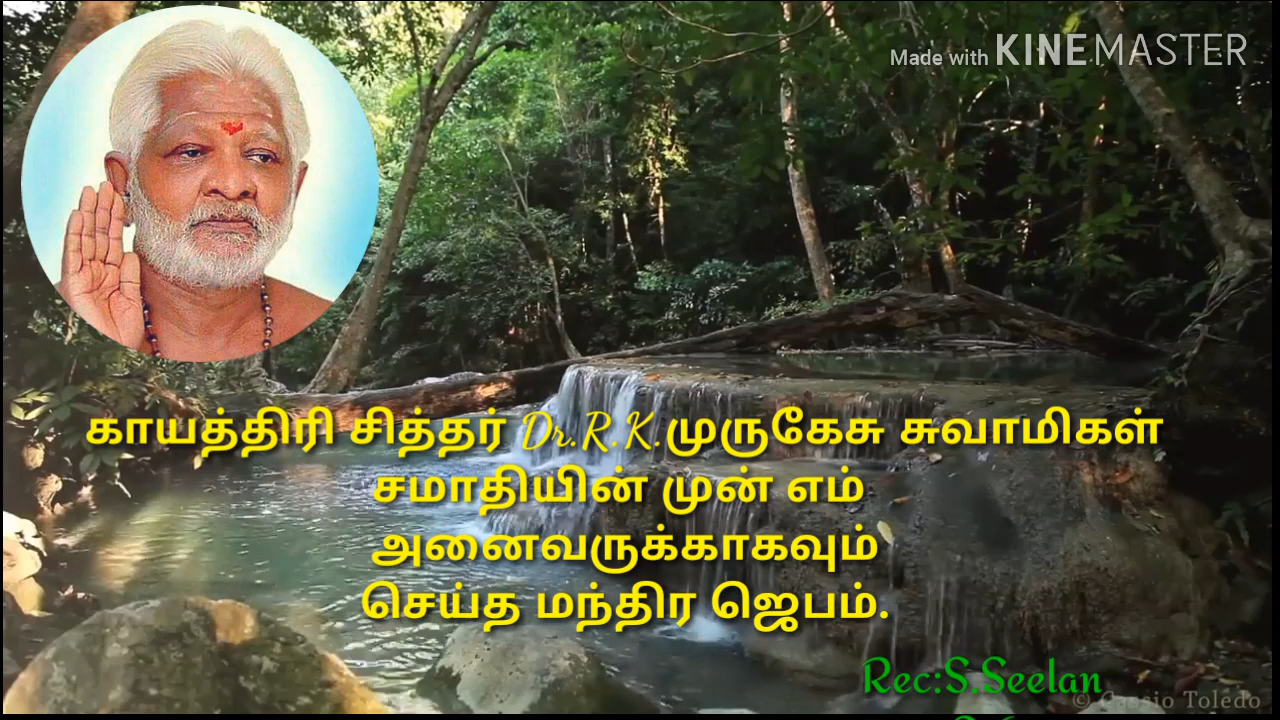 Made with KINEMASTER
காயத்திரி சித்தர் Dr.R.K.முருகேசு சுவாமிகள்
சமாதியின் முன் எம்
அனைவருக்காகவும்
செய்த மந்திர ஜெபம்.
Rec:S.Seelan
© Cassio Toledo